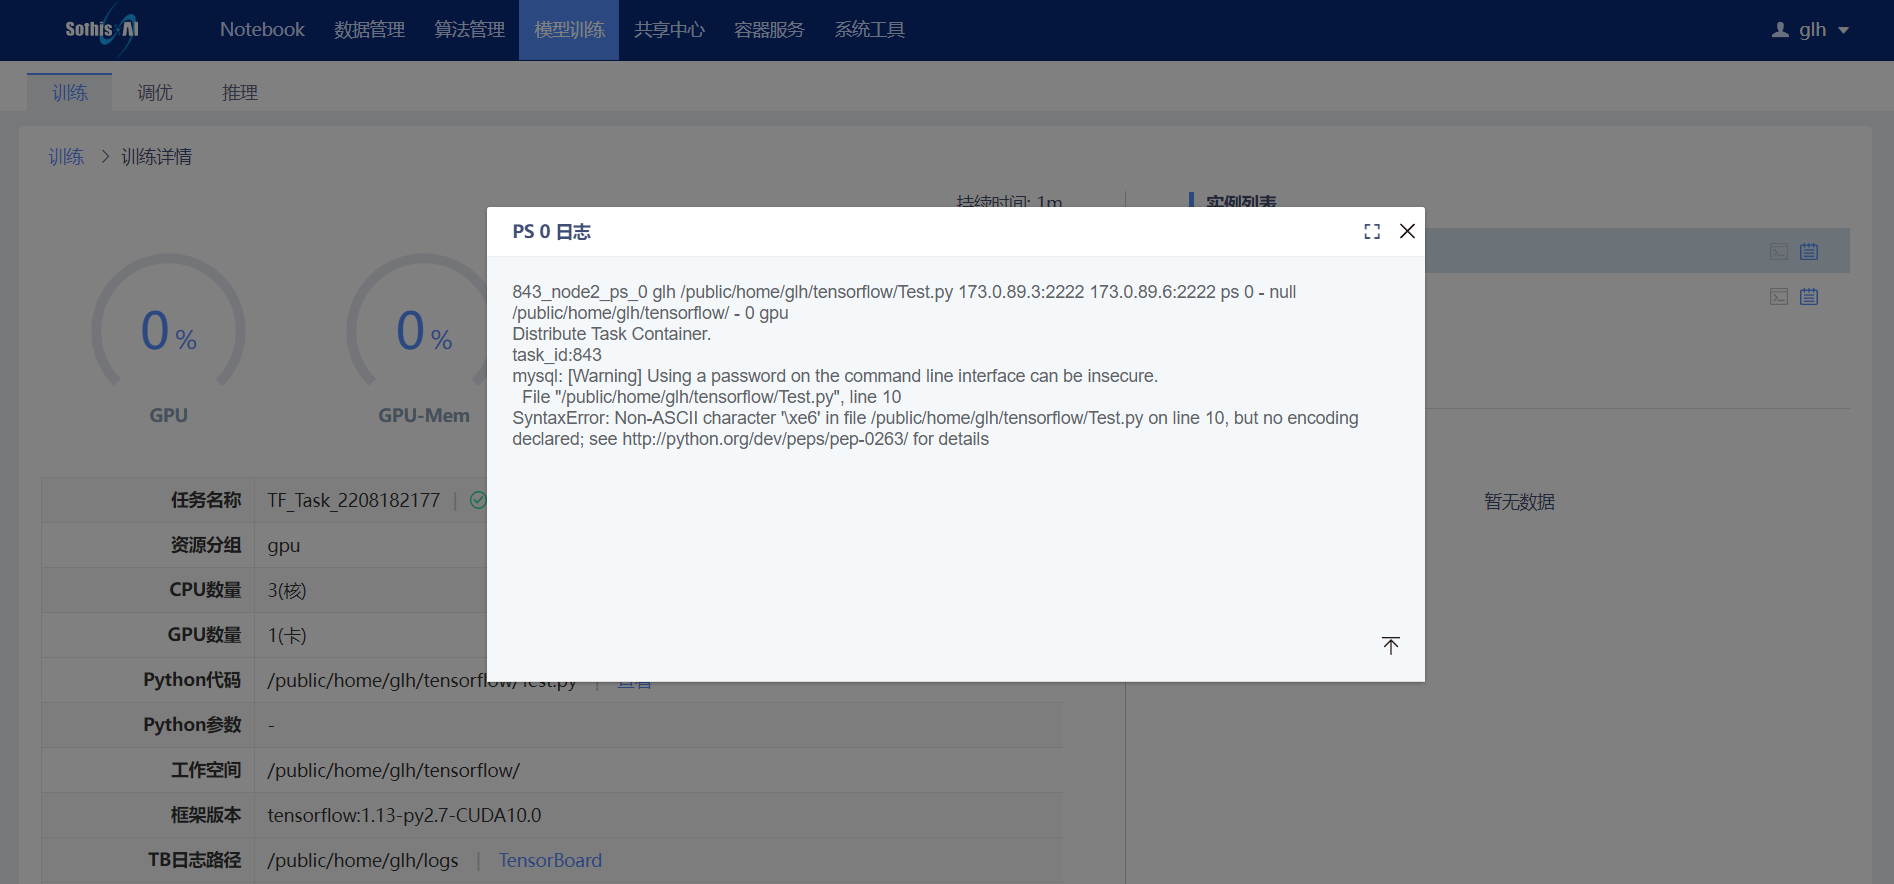 Sothis AI
Notebook
数据管理
算法管理
模型训练
共享中心
容器服务
系统工具
glh
训练
调优
推理
训练 > 训练详情
持续时间: 1m
实例列表
PS 0 日志
843_node2_ps_0 glh /public/home/glh/tensorflow/Test.py 173.0.89.3:2222 173.0.89.6:2222 ps 0 - null
/public/home/glh/tensorflow/ - 0 gpu
Distribute Task Container.
task_id:843
mysql: [Warning] Using a password on the command line interface can be insecure.
File "/public/home/glh/tensorflow/Test.py", line 10
SyntaxError: Non-ASCII character '\xe6' in file /public/home/glh/tensorflow/Test.py on line 10, but no encoding
declared; see http://python.org/dev/peps/pep-0263/ for details
0 %
GPU
0 %
GPU-Mem
任务名称 TF_Task_2208182177 |
资源分组 gpu
CPU数量 3(核)
GPU数量 1(卡)
Python代码 /public/home/glh/tensorflow/Test.py | 查看
Python参数 -
工作空间 /public/home/glh/tensorflow/
框架版本 tensorflow:1.13-py2.7-CUDA10.0
TB日志路径 /public/home/glh/logs | TensorBoard
暂无数据